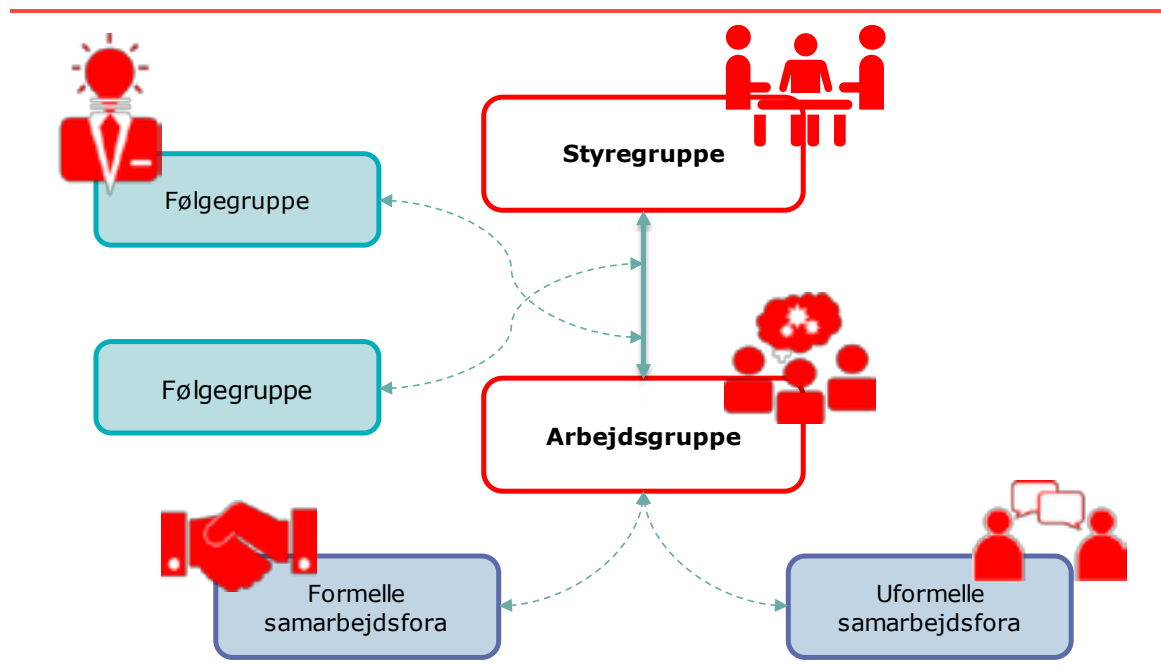 Styregruppe
Følgegruppe
Følgegruppe
Arbejdsgruppe
Formelle
samarbejdsfora
Uformelle
samarbejdsfora